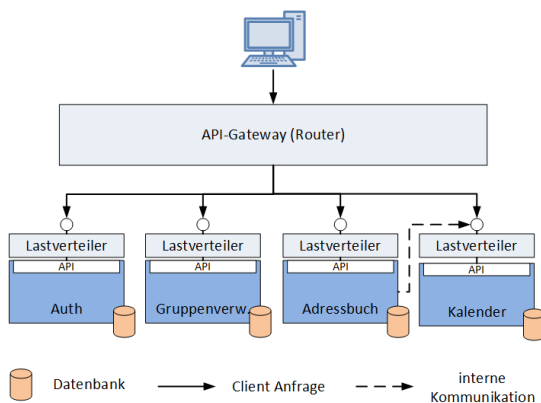 API-Gateway (Router)
Lastverteiler
API
Auth
Lastverteiler
API
Gruppenverw.
Lastverteiler
API
Adressbuch
Lastverteiler
API
Kalender
Datenbank
Client Anfrage
interne
Kommunikation